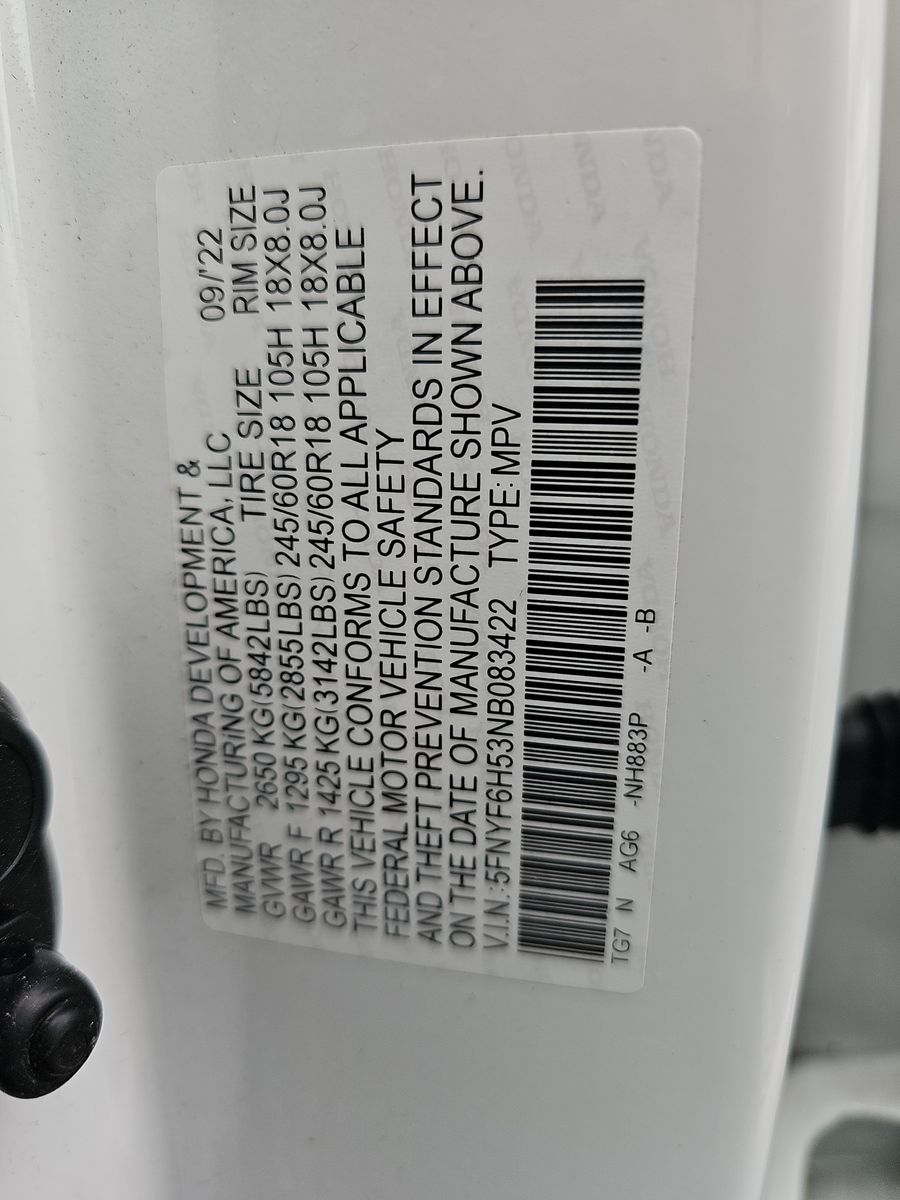 MFD. BY HONDA DEVELOPMENT &
MANUFACTURING OF AMERICA, LLC 09/'22
GVWR 2650 KG(5842LBS) TIRE SIZE RIM SIZE
GAWR F 1295 KG(2855LBS) 245/60R18 105H 18X8.0J
GAWR R 1425 KG(3142LBS) 245/60R18 105H 18X8.0J
THIS VEHICLE CONFORMS TO ALL APPLICABLE
FEDERAL MOTOR VEHICLE SAFETY
AND THEFT PREVENTION STANDARDS IN EFFECT
ON THE DATE OF MANUFACTURE SHOWN ABOVE.
V.I.N.:5FNYF6H53NB083422 TYPE:MPV
TG7 N AG6 -NH883P -A -B